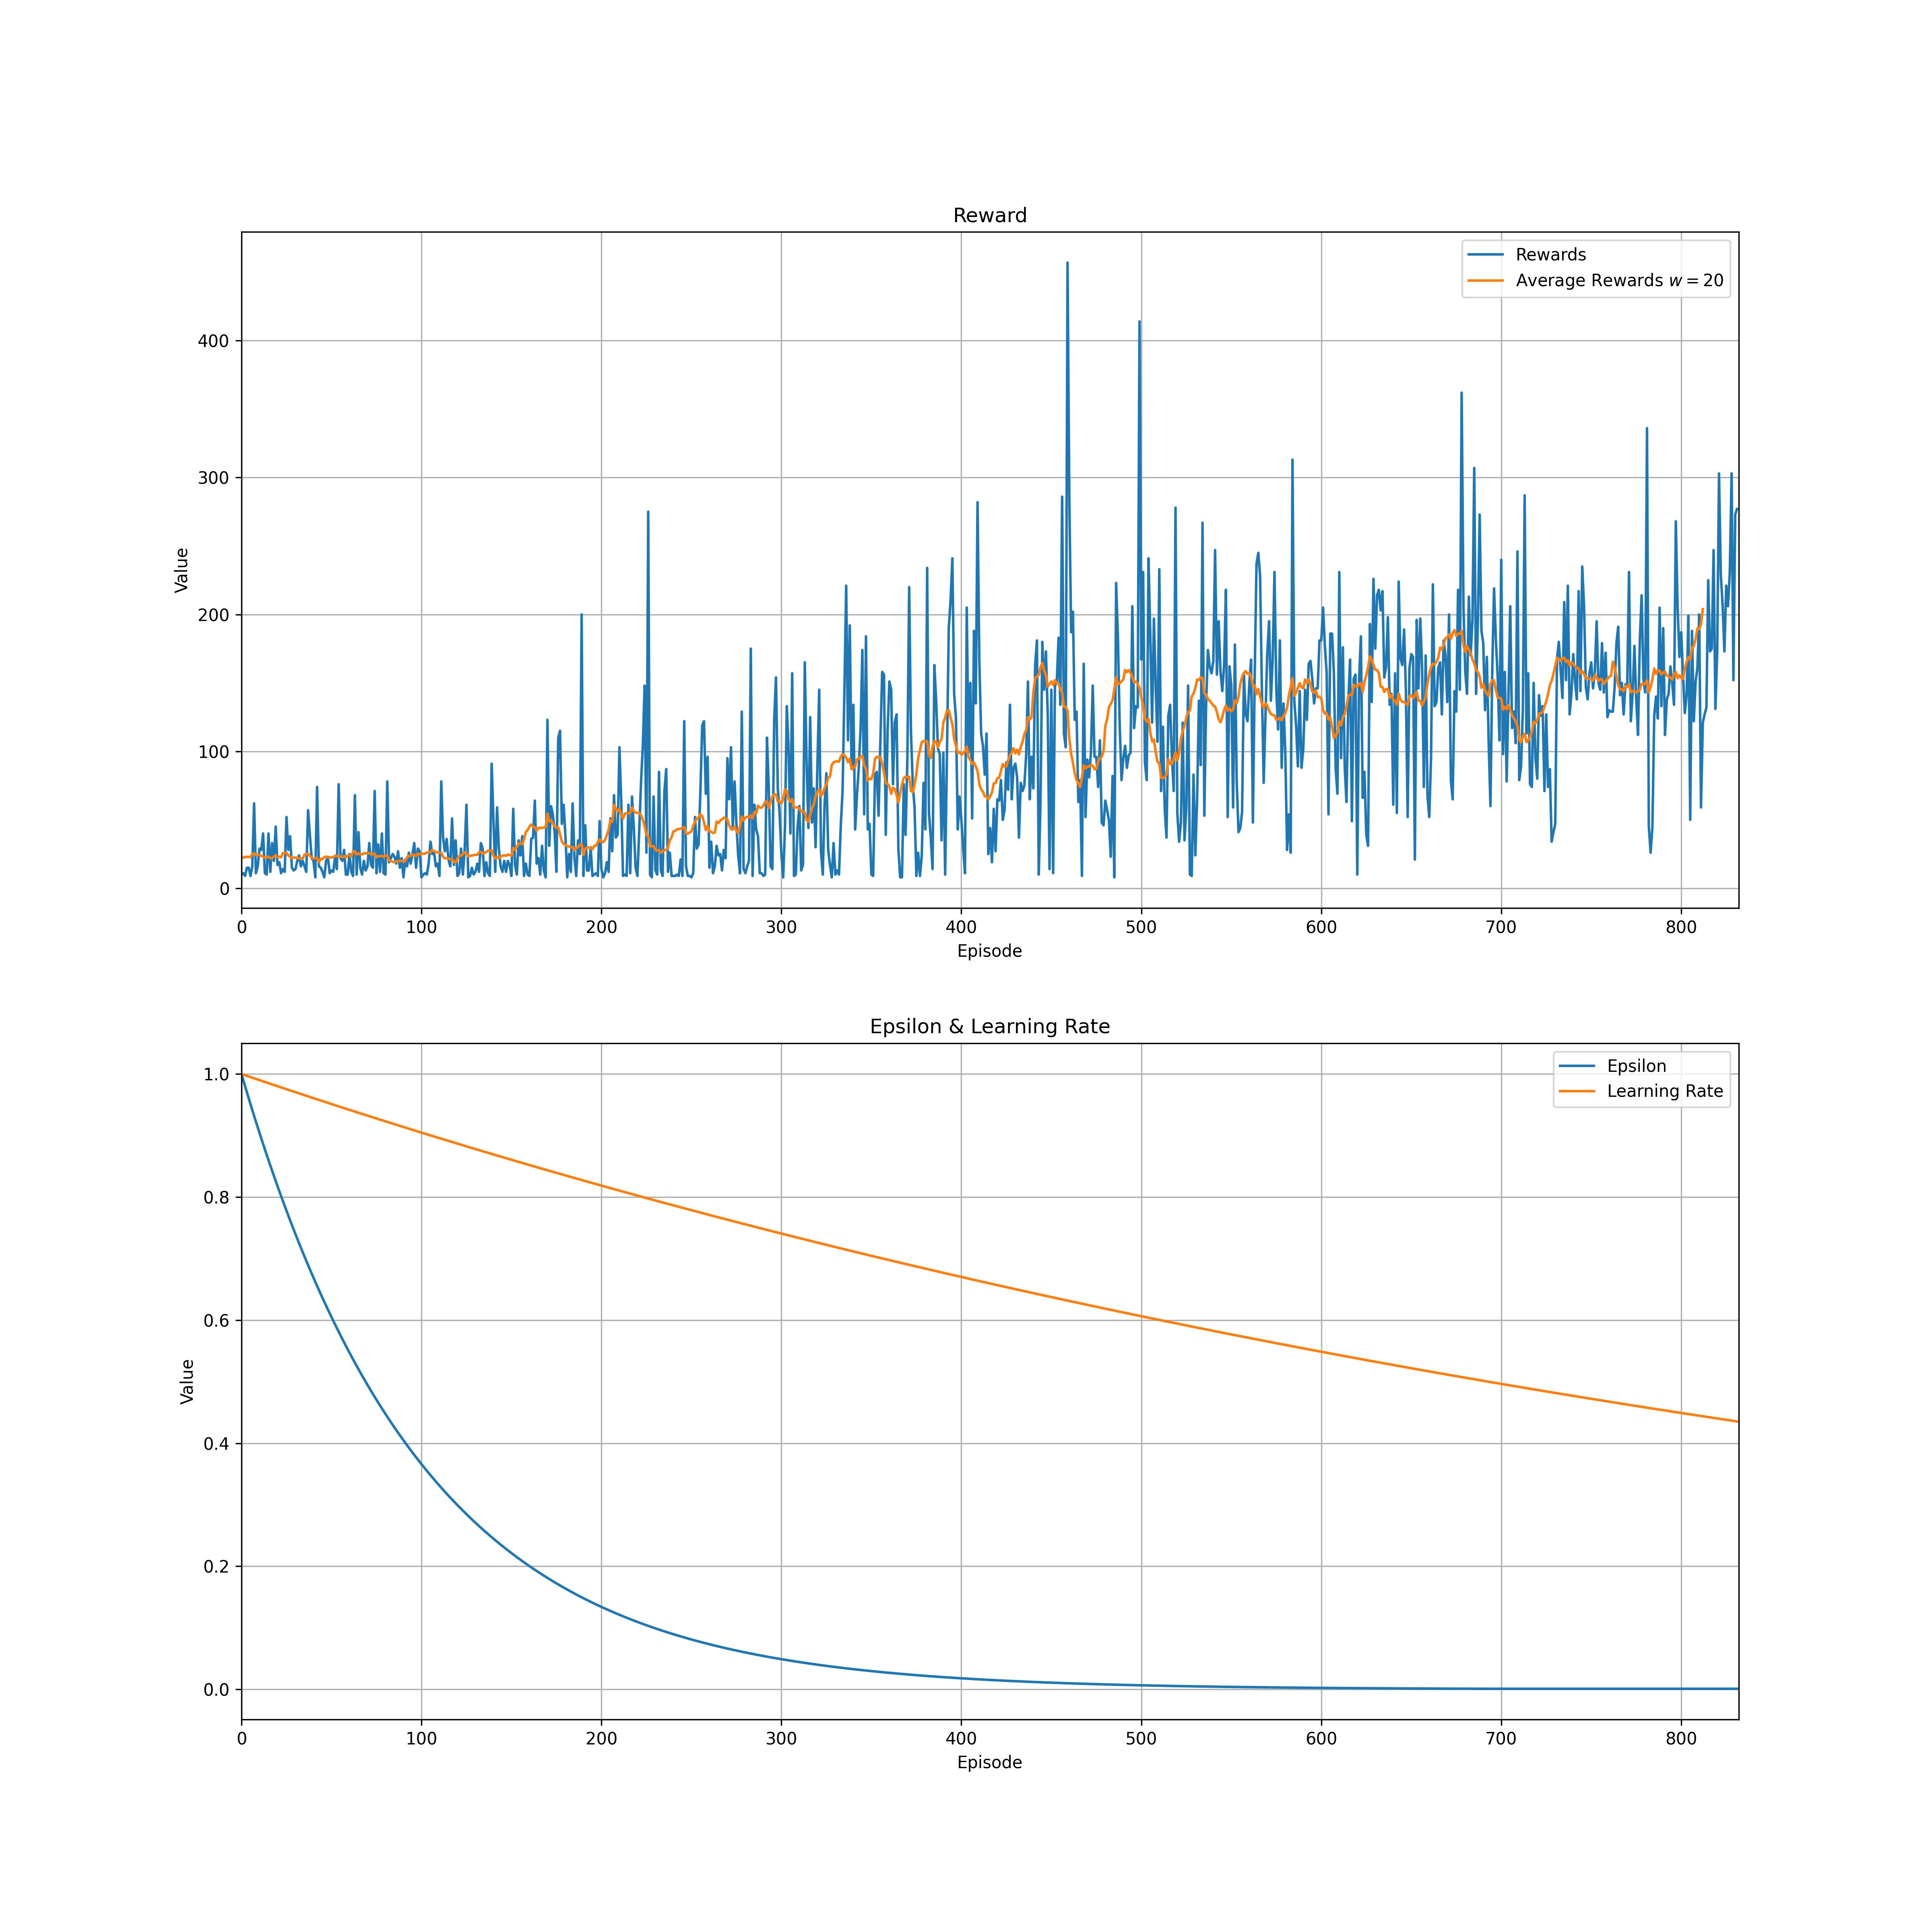 Reward
Rewards
Average Rewards w = 20
Value
400
300
200
100
0
0 100 200 300 400 500 600 700 800
Episode
Epsilon & Learning Rate
Epsilon
Learning Rate
Value
1.0
0.8
0.6
0.4
0.2
0.0
0 100 200 300 400 500 600 700 800
Episode